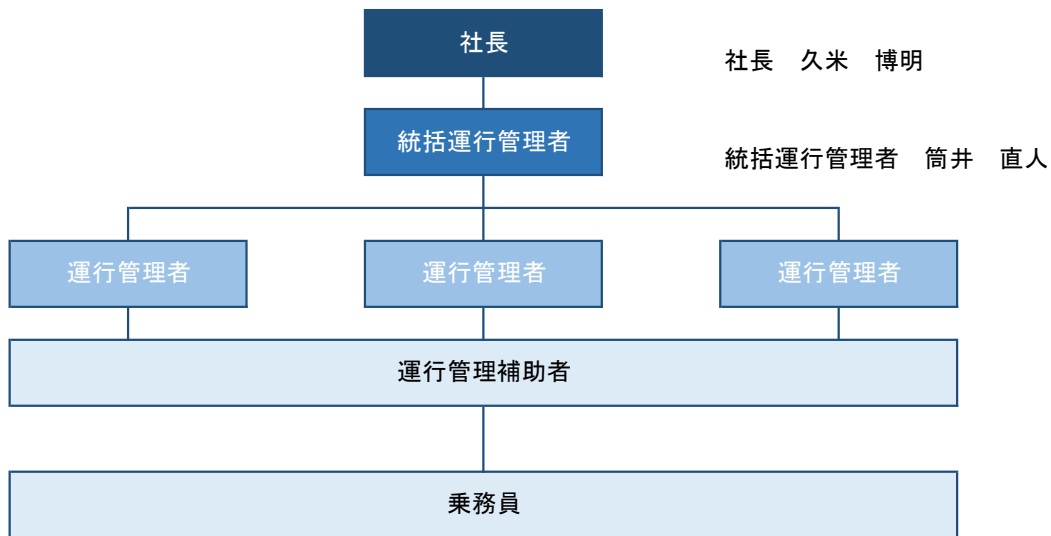 社長
社長　久米　博明
統括運行管理者
統括運行管理者　筒井　直人
運行管理者
運行管理者
運行管理者
運行管理補助者
乗務員